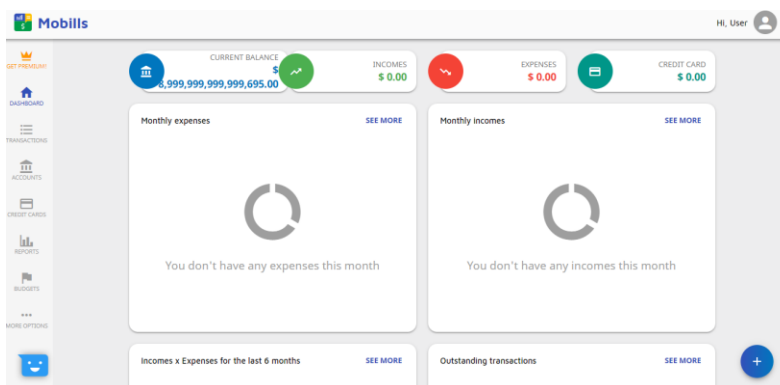 Mobills
Hi, User
GET PREMIUM!
DASHBOARD
TRANSACTIONS
ACCOUNTS
CREDIT CARDS
REPORTS
BUDGETS
MORE OPTIONS
CURRENT BALANCE
$
8,999,999,999,999,695.00
INCOMES
$ 0.00
EXPENSES
$ 0.00
CREDIT CARD
$ 0.00
Monthly expenses SEE MORE
You don't have any expenses this month
Monthly incomes SEE MORE
You don't have any incomes this month
Incomes x Expenses for the last 6 months SEE MORE
Outstanding transactions SEE MORE